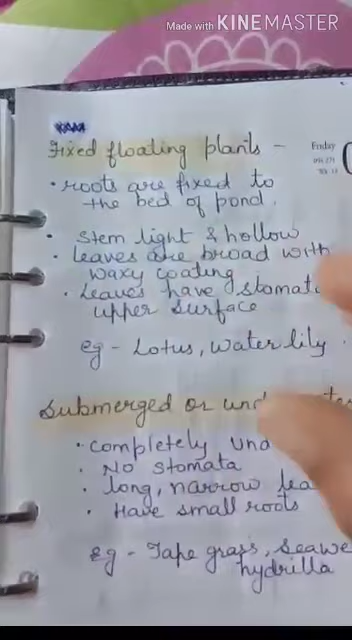 Made with KINEMASTER
Fixed floating plants -
Friday
• roots are fixed to
the bed of pond.
• Stem light & hollow
• leaves are broad with
waxy coating
• Leaves have
upper surface
eg - Lotus, water lily.
Submerged or
• completely
• No stomata
• long, narrow
• Have small roots
eg - Tape grass,
hydrilla